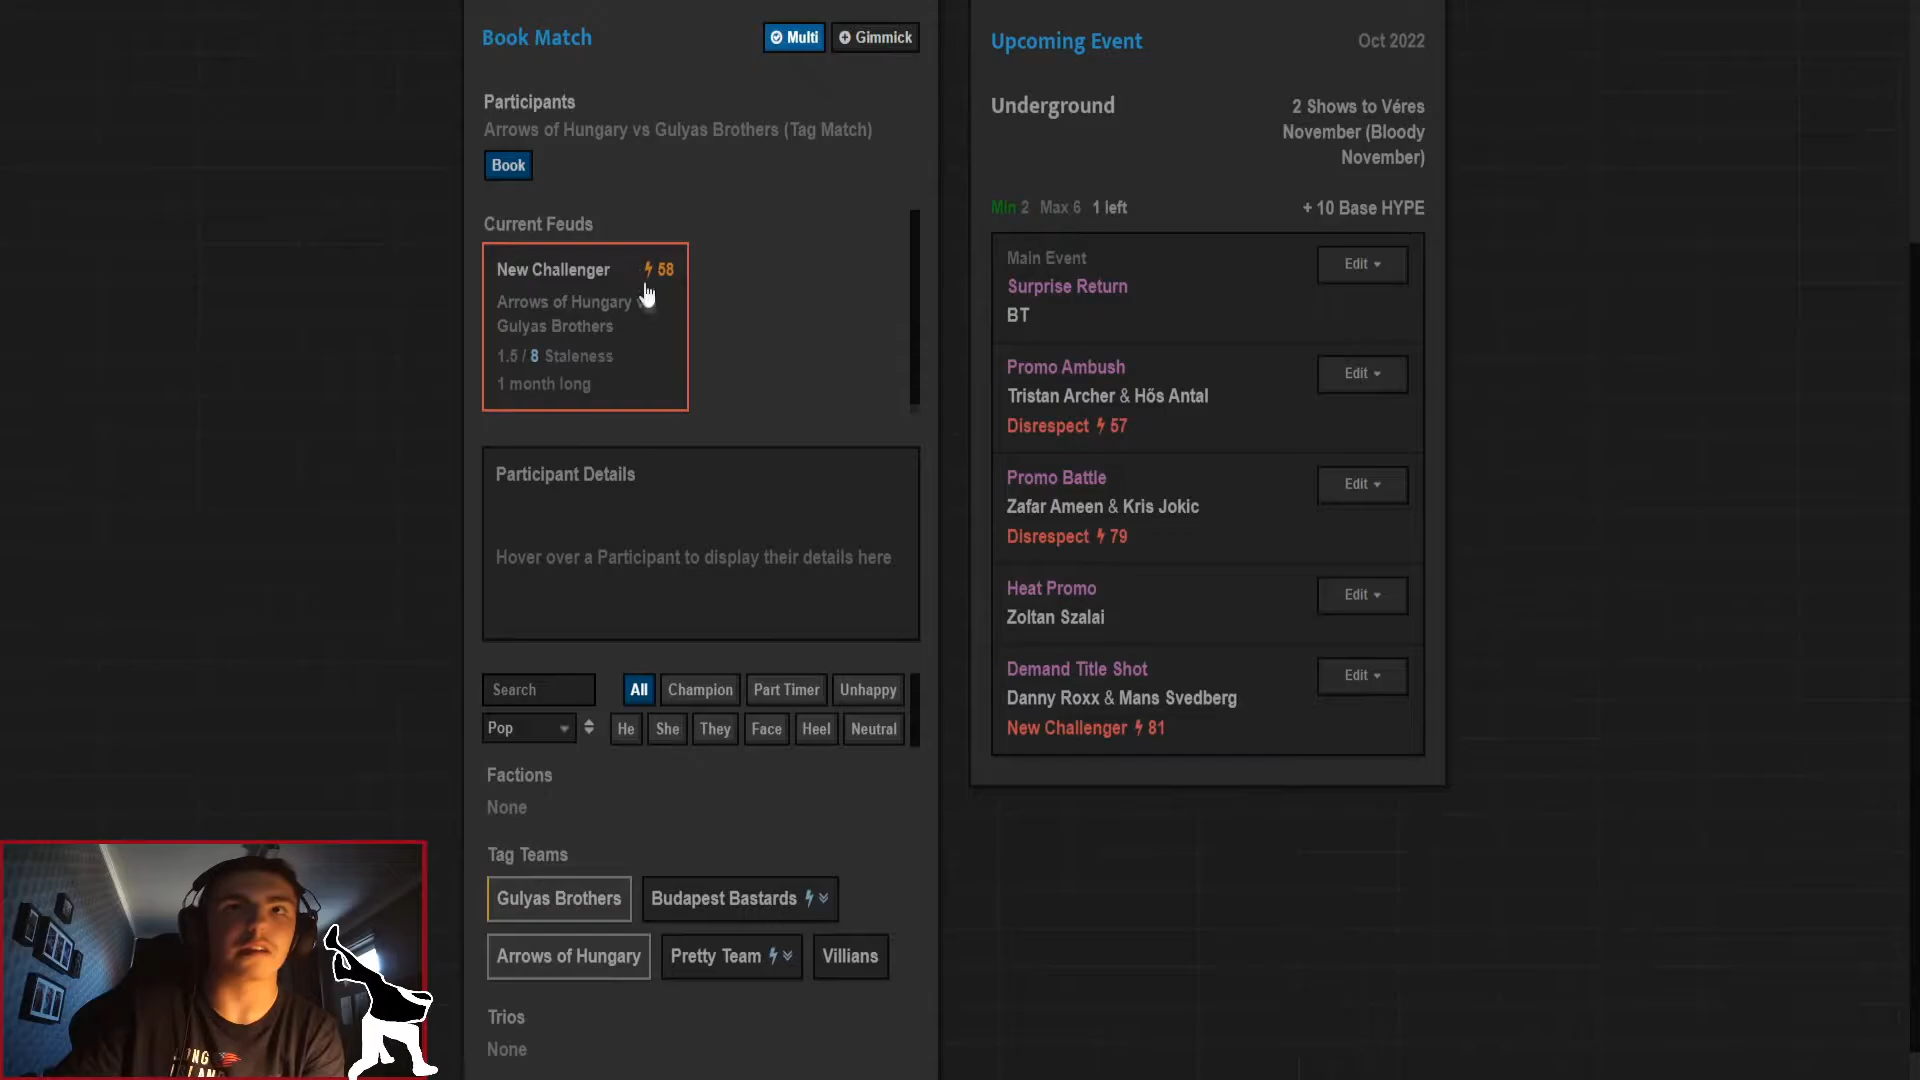 Book Match
Multi
Gimmick
Participants
Arrows of Hungary vs Gulyas Brothers (Tag Match)
Book
Current Feuds
New Challenger
58
Arrows of Hungary
Gulyas Brothers
1.5 / 8 Staleness
1 month long
Participant Details
Hover over a Participant to display their details here
Search
All
Champion
Part Timer
Unhappy
Pop
He
She
They
Face
Heel
Neutral
Factions
None
Tag Teams
Gulyas Brothers
Budapest Bastards
Arrows of Hungary
Pretty Team
Villians
Trios
None
Upcoming Event
Oct 2022
Underground
2 Shows to Véres
November (Bloody
November)
Min 2 Max 6 1 left
+ 10 Base HYPE
Main Event
Surprise Return
BT
Edit
Promo Ambush
Tristan Archer & Hős Antal
Disrespect 57
Edit
Promo Battle
Zafar Ameen & Kris Jokic
Disrespect 79
Edit
Heat Promo
Zoltan Szalai
Edit
Demand Title Shot
Danny Roxx & Mans Svedberg
New Challenger 81
Edit